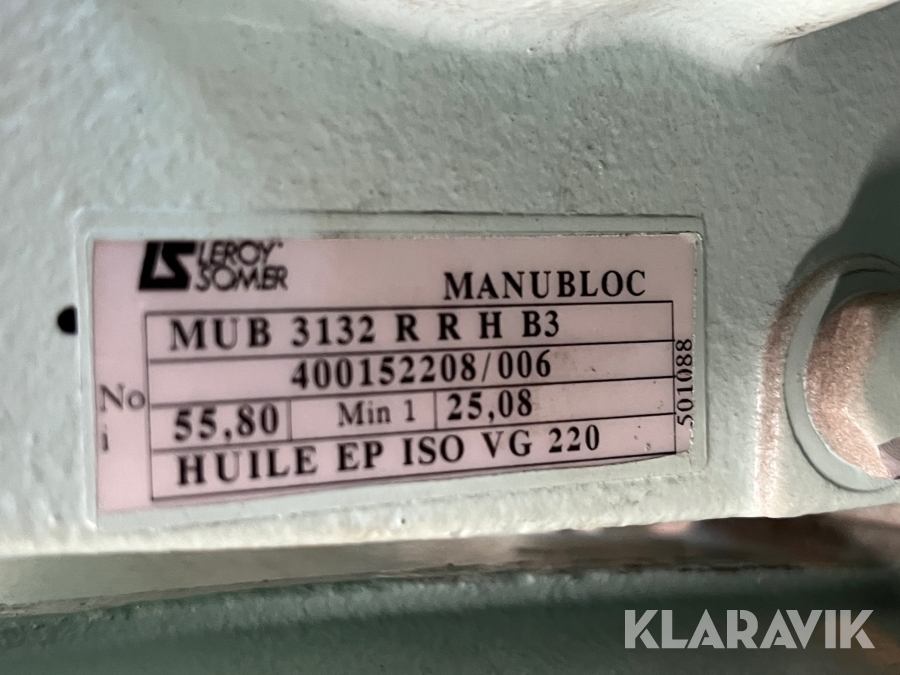 LS LEROY
SOMER
MANUBLOC
MUB 3132 R R H B3
No 400152208/006
i 55,80 Min 1 25,08
HUILE EP ISO VG 220
501088
KLARAVIK